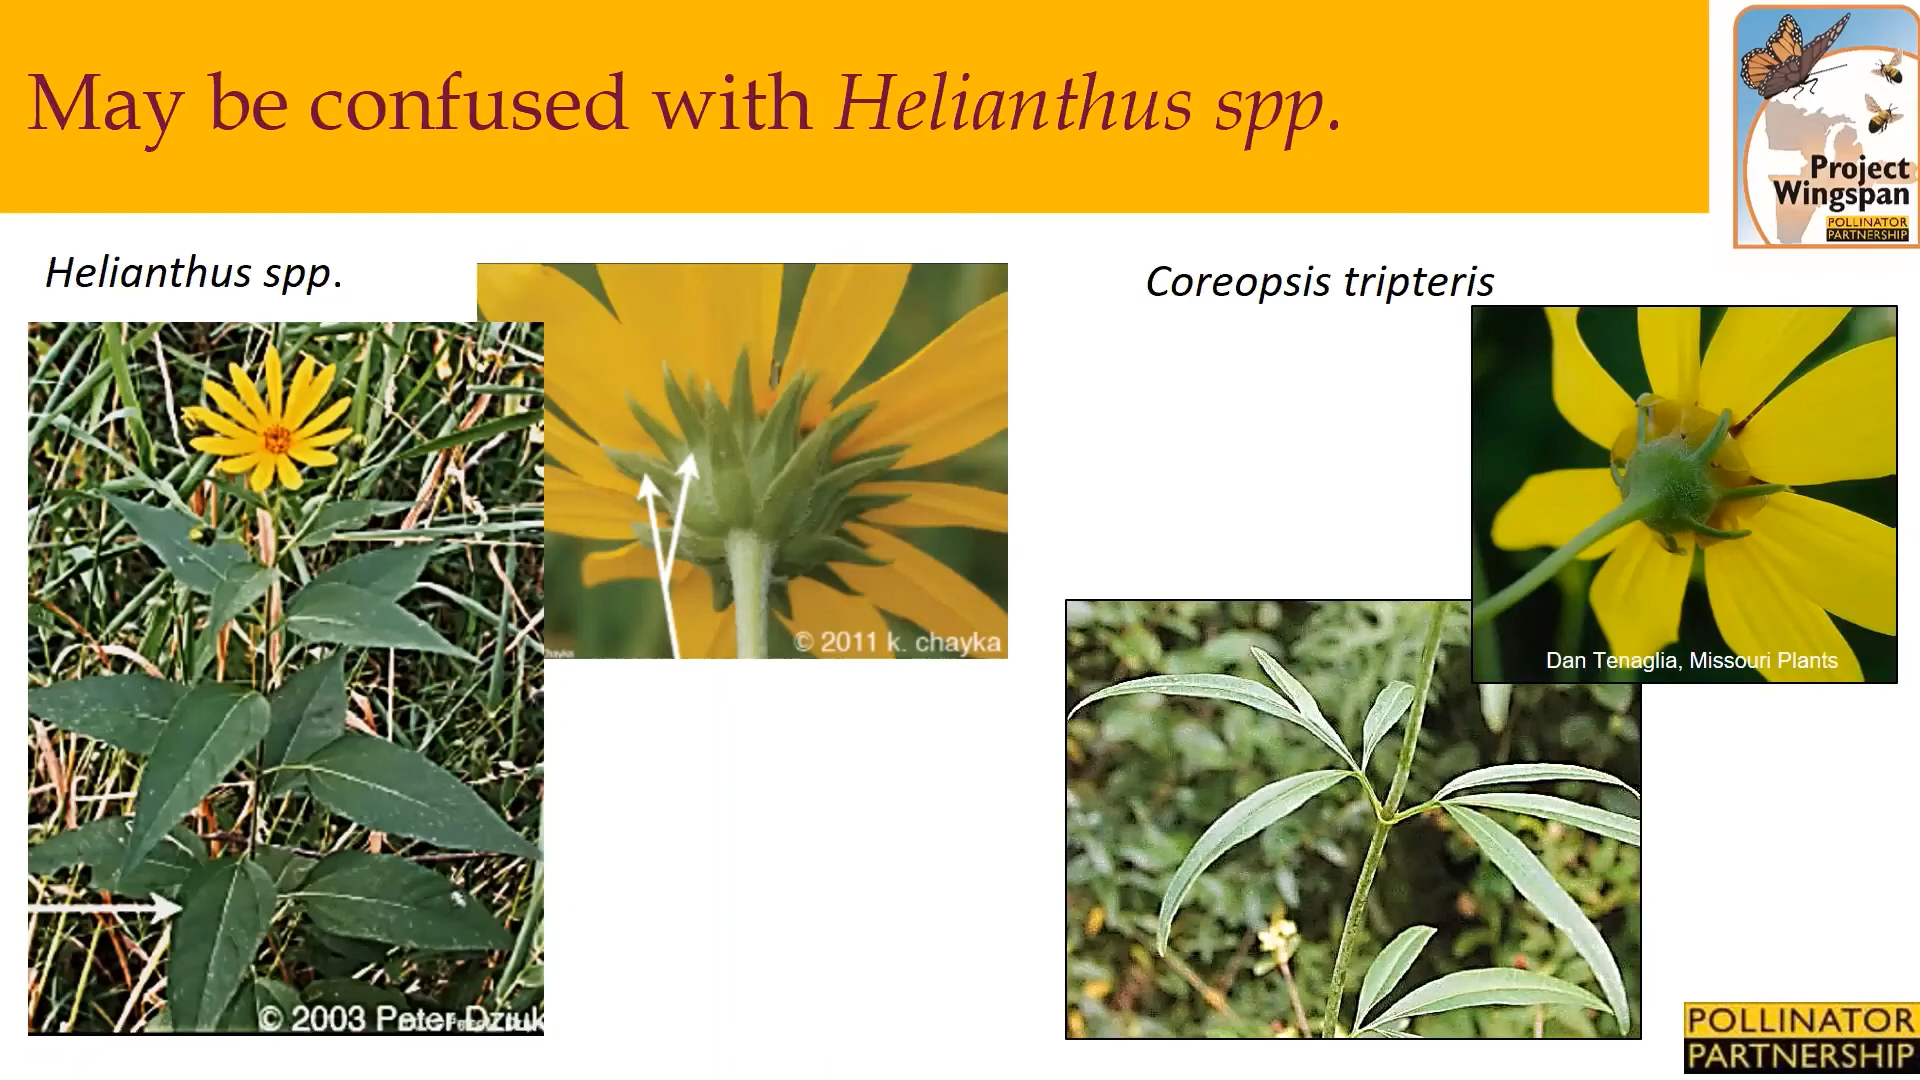 May be confused with Helianthus spp.
Project
Wingspan
POLLINATOR
PARTNERSHIP
Helianthus spp.
Coreopsis tripteris
© 2011 k. chayka
chayka
Dan Tenaglia, Missouri Plants
© 2003 Peter Dziuk
POLLINATOR
PARTNERSHIP